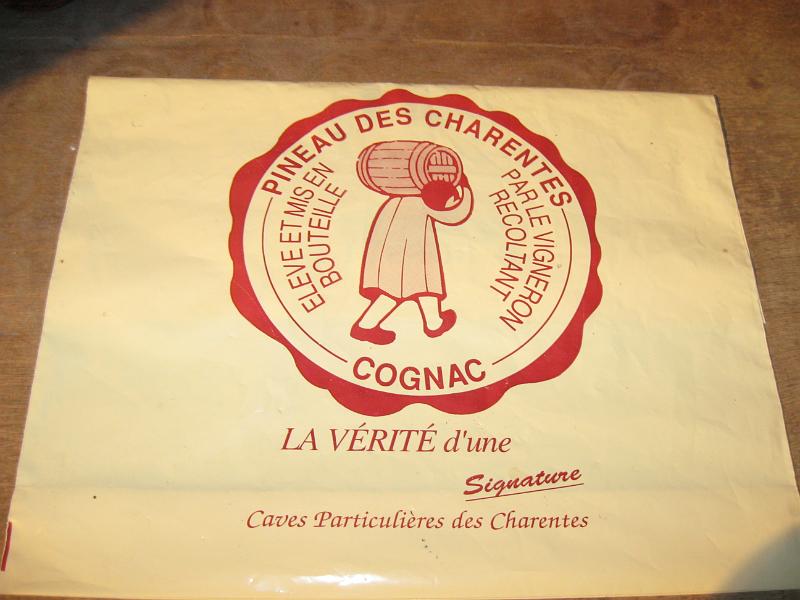 PINEAU DES CHARENTES
ELEVE ET MIS EN
BOUTEILLE
PAR LE VIGNERON
RECOLTANT
COGNAC
LA VÉRITÉ d'une
Signature
Caves Particulières des Charentes